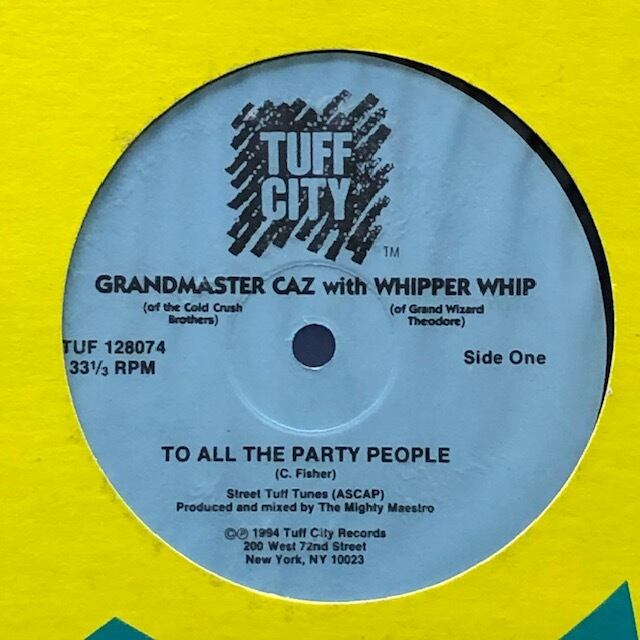 TUFF
CITY
TM
GRANDMASTER CAZ with WHIPPER WHIP
(of the Cold Crush
Brothers)
(of Grand Wizard
Theodore)
TUF 128074
33⅓ RPM
Side One
TO ALL THE PARTY PEOPLE
(C. Fisher)
Street Tuff Tunes (ASCAP)
Produced and mixed by The Mighty Maestro
©℗ 1994 Tuff City Records
200 West 72nd Street
New York, NY 10023